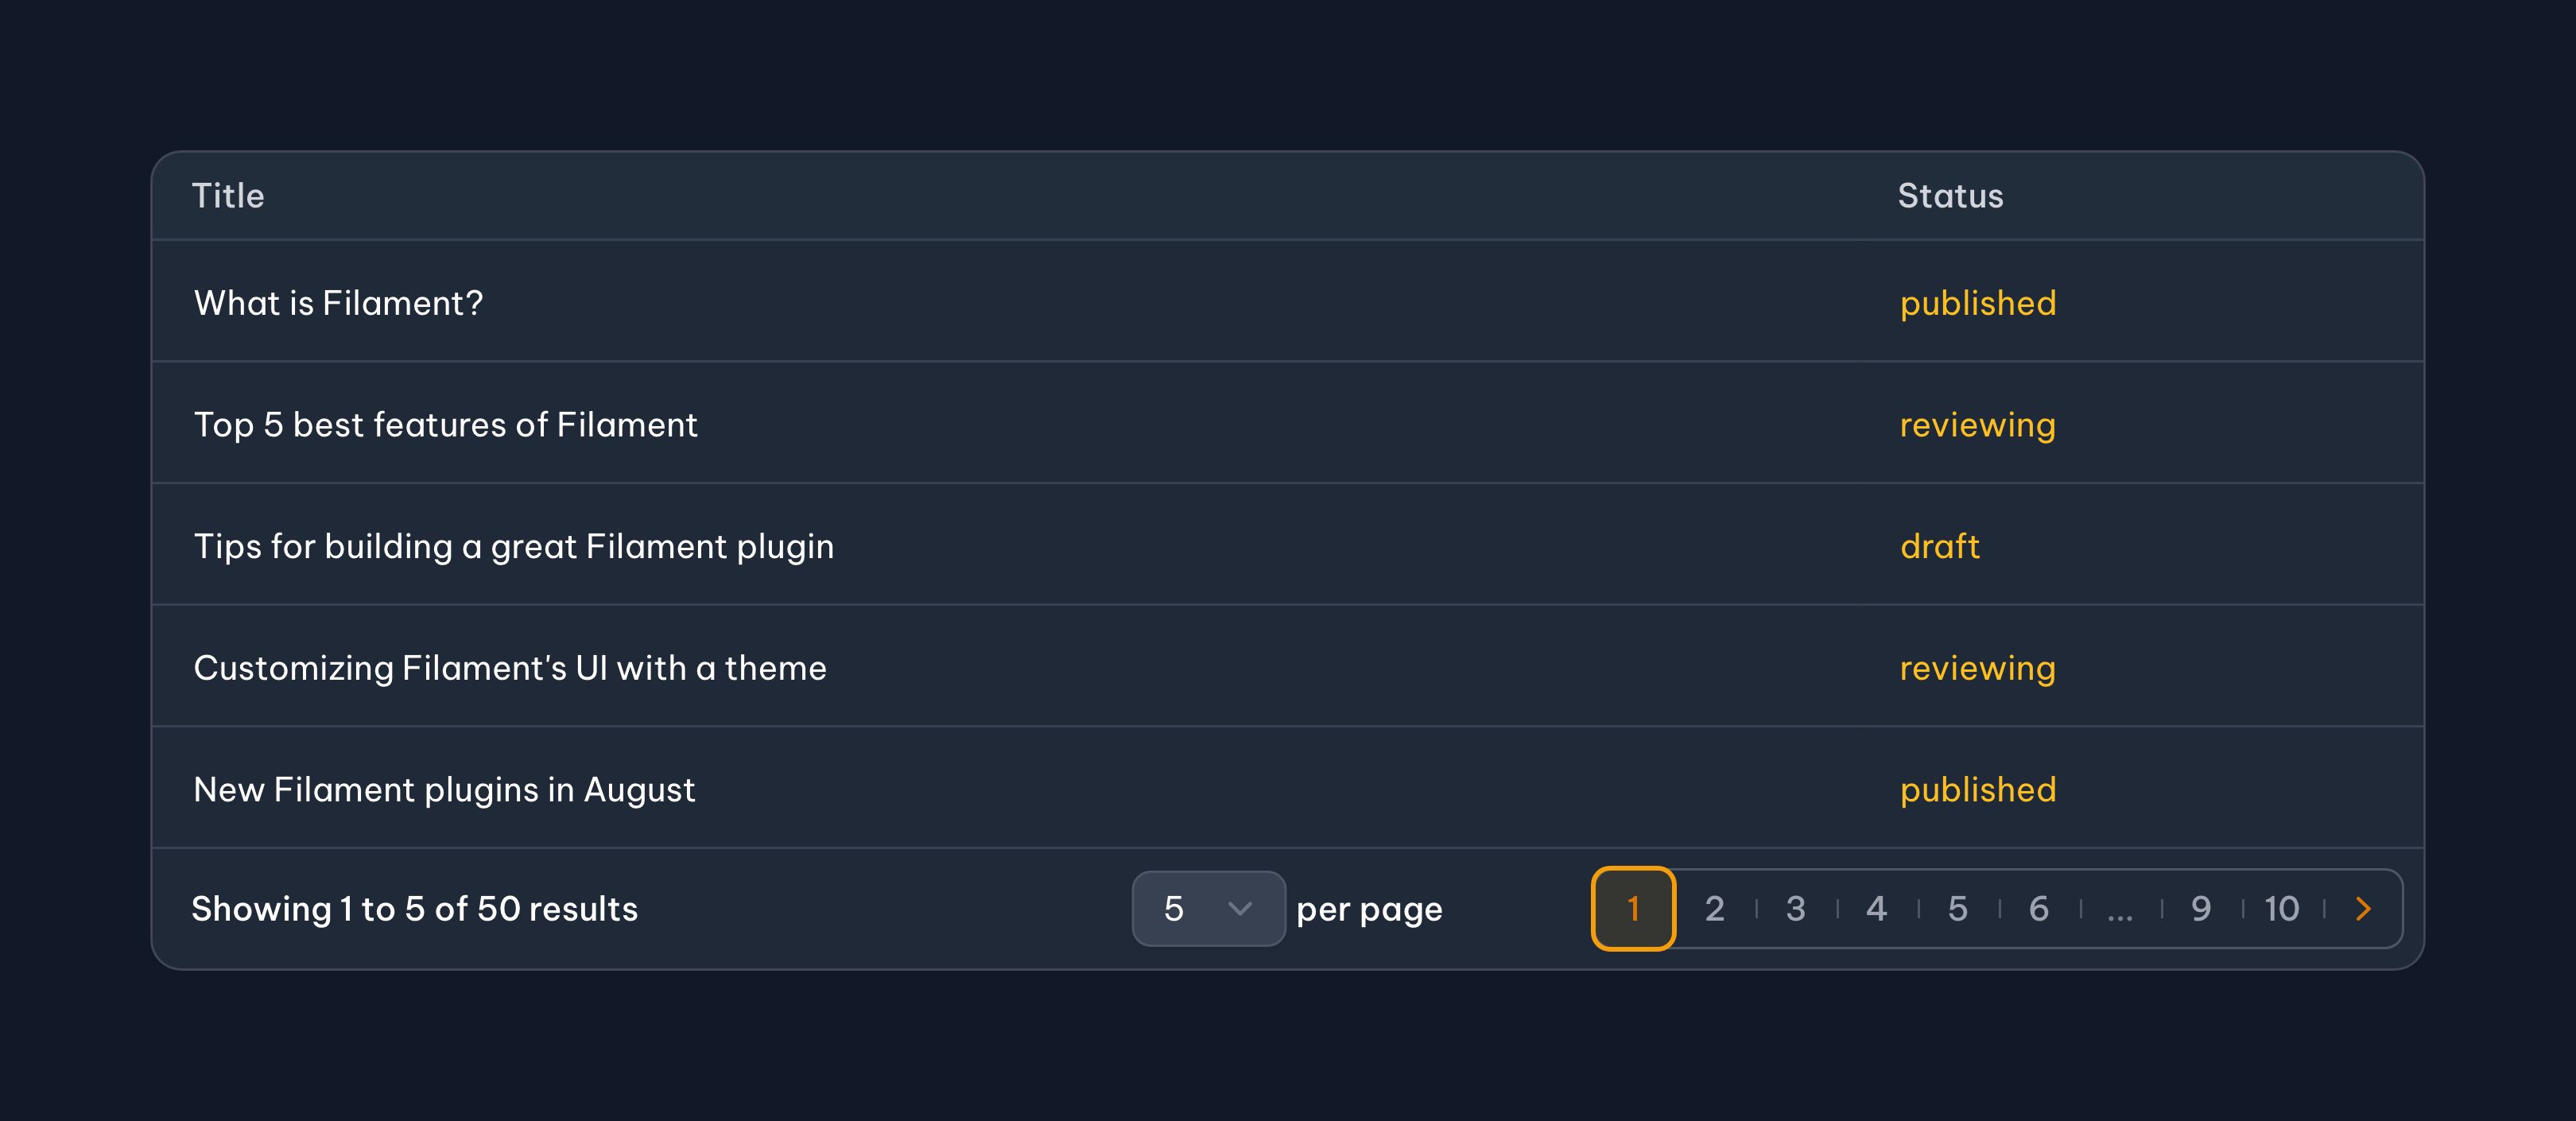 Title Status
What is Filament? published
Top 5 best features of Filament reviewing
Tips for building a great Filament plugin draft
Customizing Filament's UI with a theme reviewing
New Filament plugins in August published
Showing 1 to 5 of 50 results 5 per page 1 2 3 4 5 6 ... 9 10